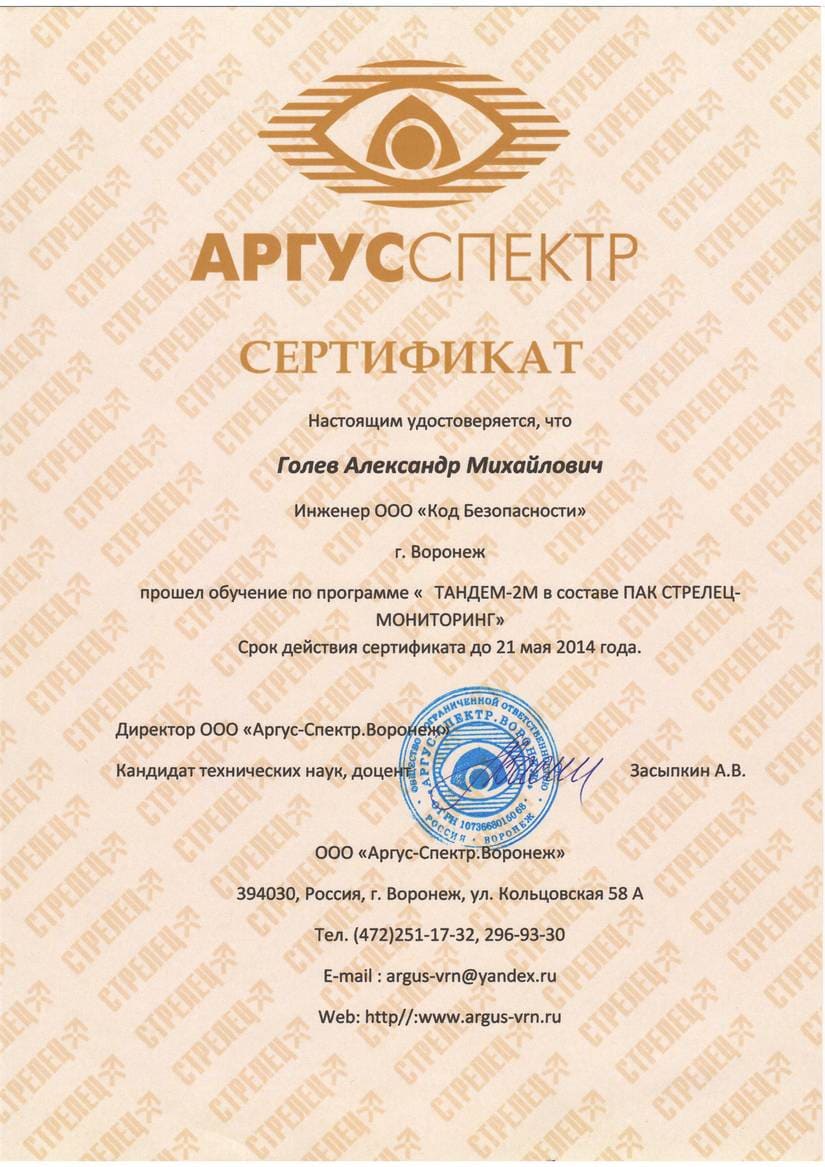 АРГУССПЕКТР
СЕРТИФИКАТ
Настоящим удостоверяется, что
Голев Александр Михайлович
Инженер ООО «Код Безопасности»
г. Воронеж
прошел обучение по программе « ТАНДЕМ-2М в составе ПАК СТРЕЛЕЦ-
МОНИТОРИНГ»
Срок действия сертификата до 21 мая 2014 года.
Директор ООО «Аргус-Спектр.Воронеж»
Кандидат технических наук, доцент
Засыпкин А.В.
ОБЩЕСТВО С ОГРАНИЧЕННОЙ ОТВЕТСТВЕННОСТЬЮ
«АРГУС-СПЕКТР.ВОРОНЕЖ»
ОГРН 1073668015068
РОССИЯ • ВОРОНЕЖ
ООО «Аргус-Спектр.Воронеж»
394030, Россия, г. Воронеж, ул. Кольцовская 58 А
Тел. (472)251-17-32, 296-93-30
E-mail : argus-vrn@yandex.ru
Web: http//:www.argus-vrn.ru
СТРЕЛЕЦ